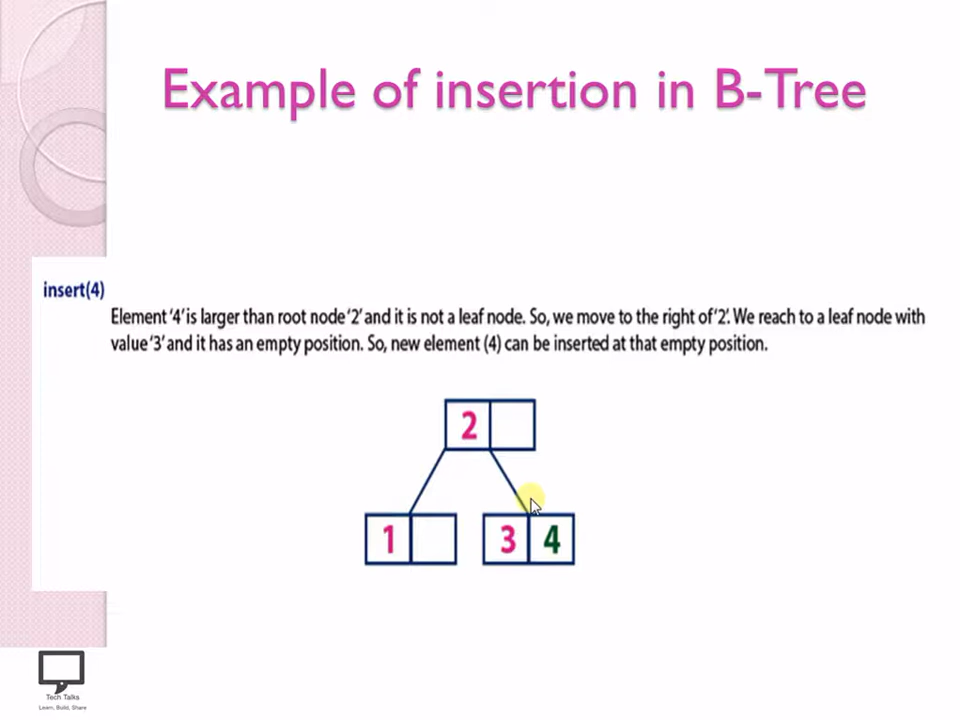 Example of insertion in B-Tree
insert(4)
Element ‘4’ is larger than root node ‘2’ and it is not a leaf node. So, we move to the right of ‘2’. We reach to a leaf node with
value ‘3’ and it has an empty position. So, new element (4) can be inserted at that empty position.
2
1 3 4
Tech Talks
Learn, Build, Share